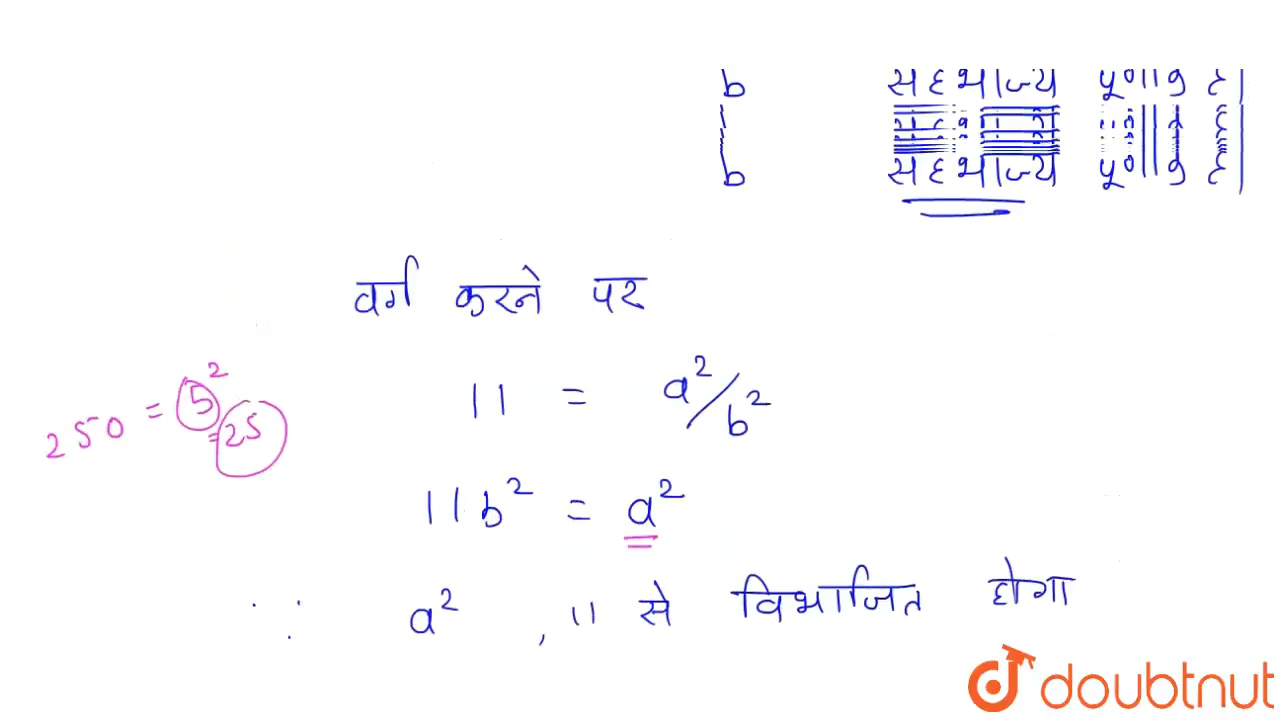 b सहभाज्य पूर्णांक है।
b सहभाज्य पूर्णांक है।
वर्ग करने पर
11 = a²/b²
250 = 5²
= 25
11b² = a²
∵ a² , 11 से विभाजित होगा
doubtnut